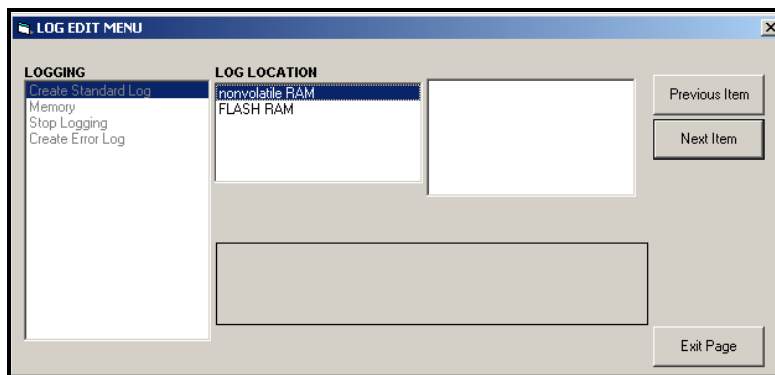 LOG EDIT MENU
LOGGING
Create Standard Log
Memory
Stop Logging
Create Error Log
LOG LOCATION
nonvolatile RAM
FLASH RAM
Previous Item
Next Item
Exit Page